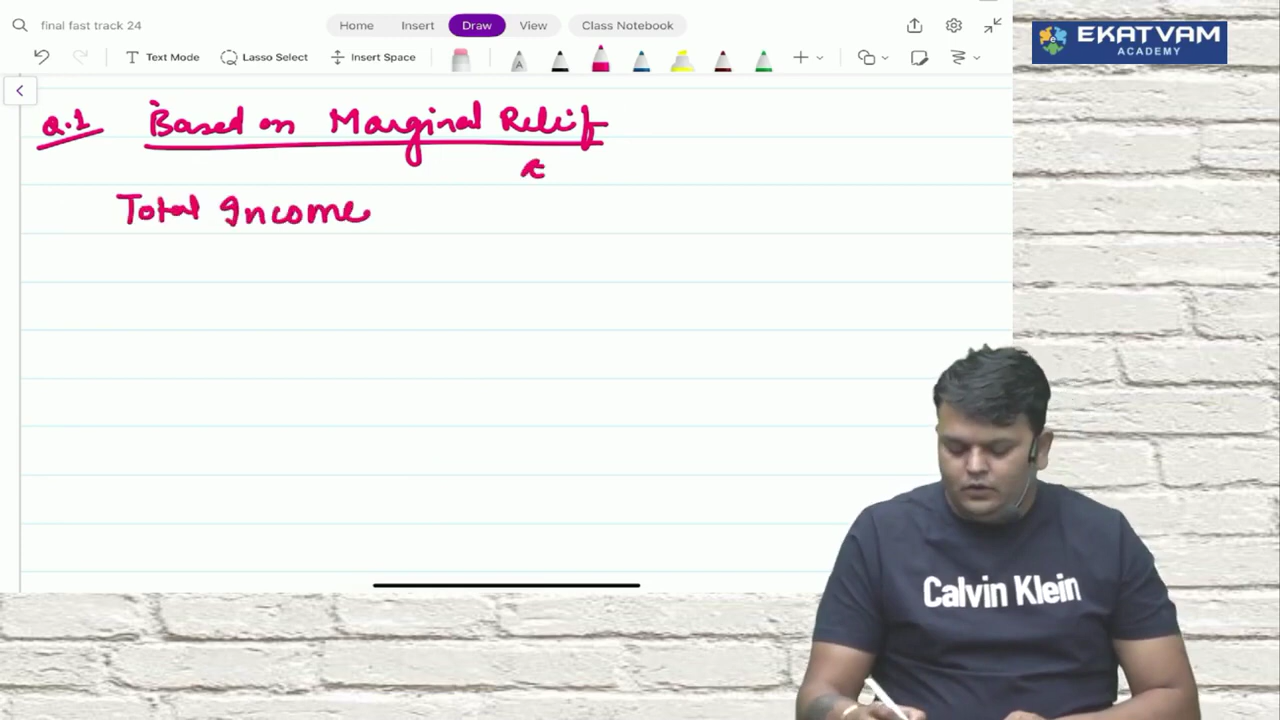 final fast track 24
Home Insert Draw View Class Notebook
Text Mode Lasso Select Insert Space
EKATVAM
ACADEMY
Q.1 Based on Marginal Relief
Total Income
Calvin Klein